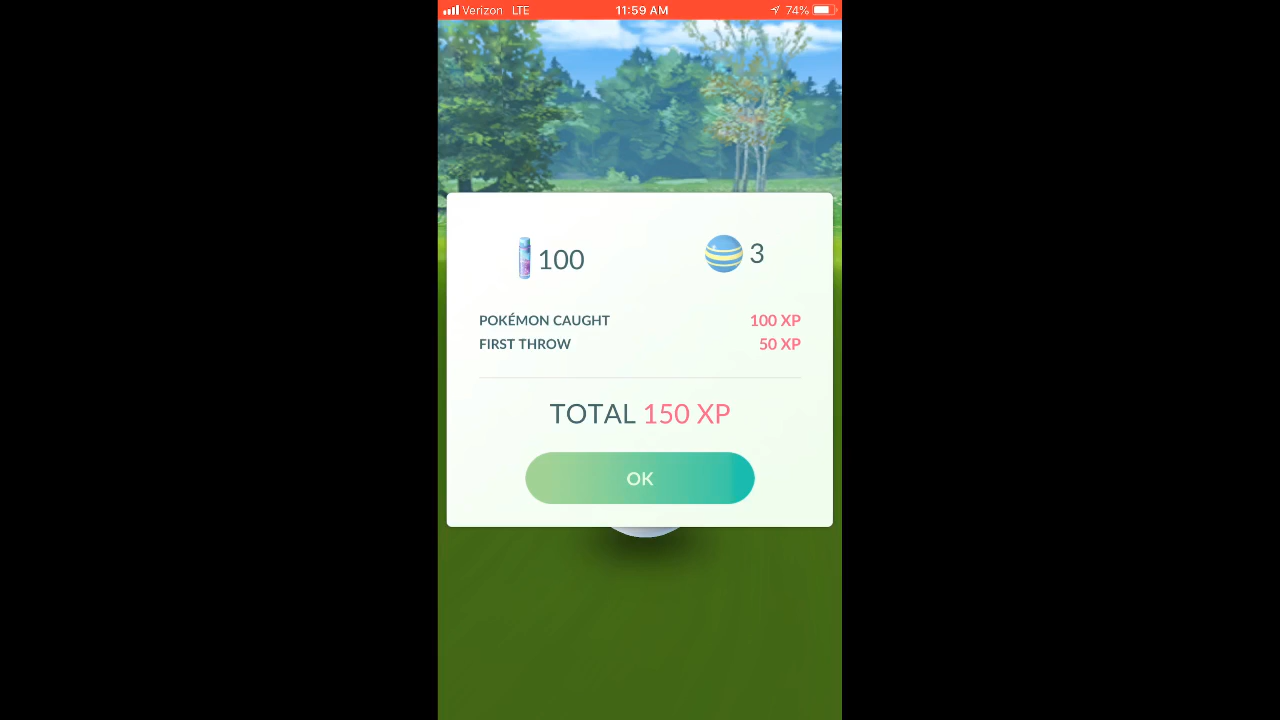 Verizon LTE 11:59 AM 74%
100 3
POKÉMON CAUGHT 100 XP
FIRST THROW 50 XP
TOTAL 150 XP
OK